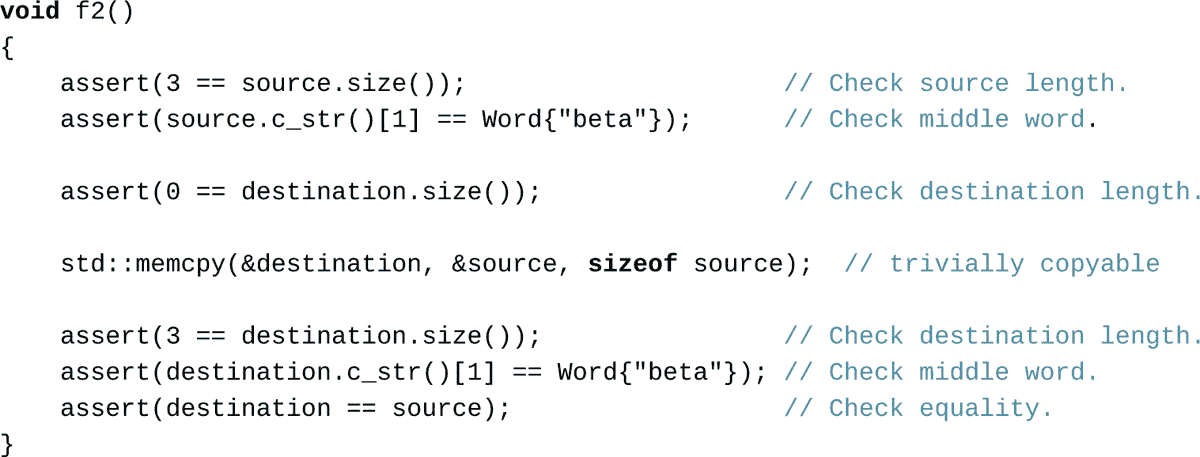 void f2()
{
    assert(3 == source.size());                     // Check source length.
    assert(source.c_str()[1] == Word{"beta"});      // Check middle word.

    assert(0 == destination.size());                // Check destination length.

    std::memcpy(&destination, &source, sizeof source);  // trivially copyable

    assert(3 == destination.size());                // Check destination length.
    assert(destination.c_str()[1] == Word{"beta"}); // Check middle word.
    assert(destination == source);                  // Check equality.
}